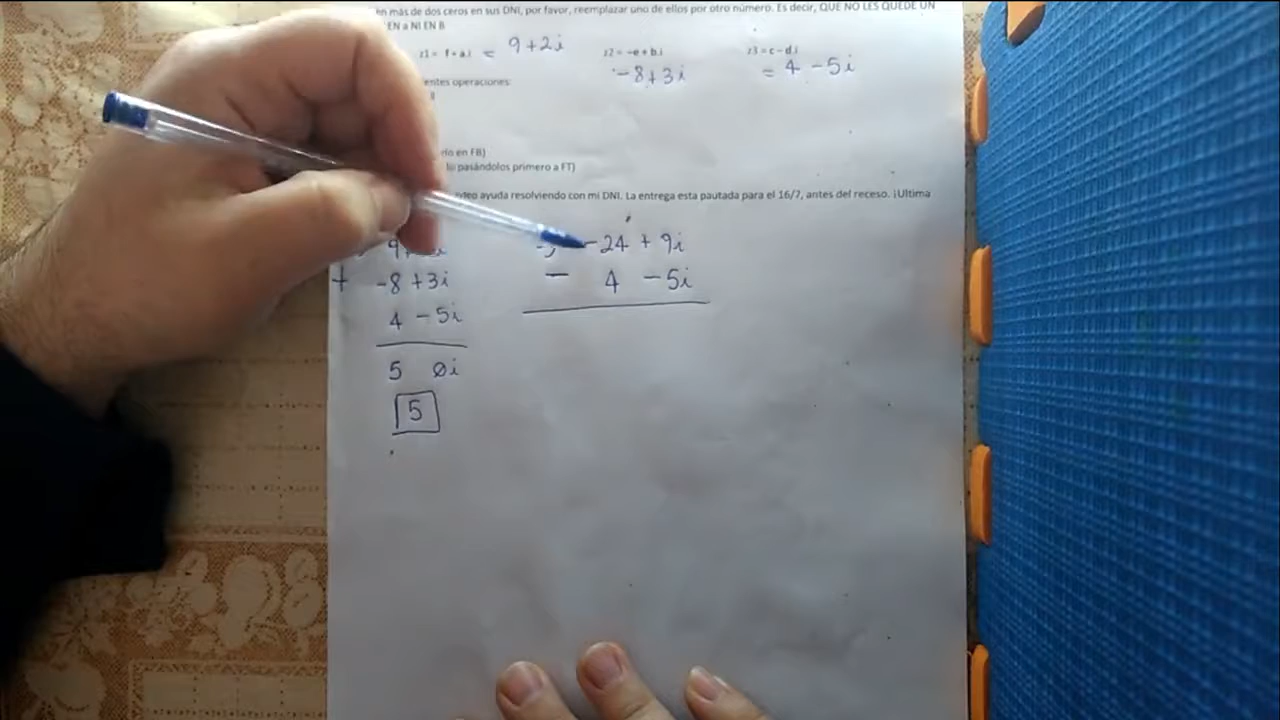 en más de dos ceros en sus DNI, por favor, reemplazar uno de ellos por otro número. Es decir, QUE NO LES QUEDE UN
EN a NI EN B
z1= f+a.i = 9+2i
z2= -e+b.i
-8+3i
z3=c-d.i
= 4 -5i
entes operaciones:
en FB)
pasándolos primero a FT)
ayuda resolviendo con mi DNI. La entrega esta pautada para el 16/7, antes del receso. ¡Ultima
+ -8 +3i
4 -5i
5 0i
5
-24 + 9i
- 4 -5i